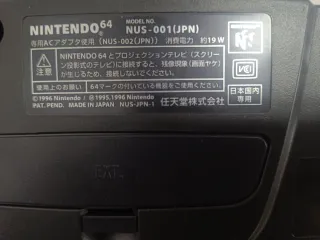 NINTENDO64 MODEL NO. NUS-001(JPN)
専用ACアダプタ使用 (NUS-002(JPN)) 消費電力 約19W
注意 NINTENDO 64とプロジェクションテレビ(スクリーン投影式のテレビ)に接続すると、残像現象(画面ヤケ)が生じるため、接続しないでください。
VCI
使用上のお願い 64マークの付いている機器をご使用ください。
日本国内専用
©1996 Nintendo / ®1995,1996 Nintendo
PAT. PEND. MADE IN JAPAN NUS-JPN-1 任天堂株式会社